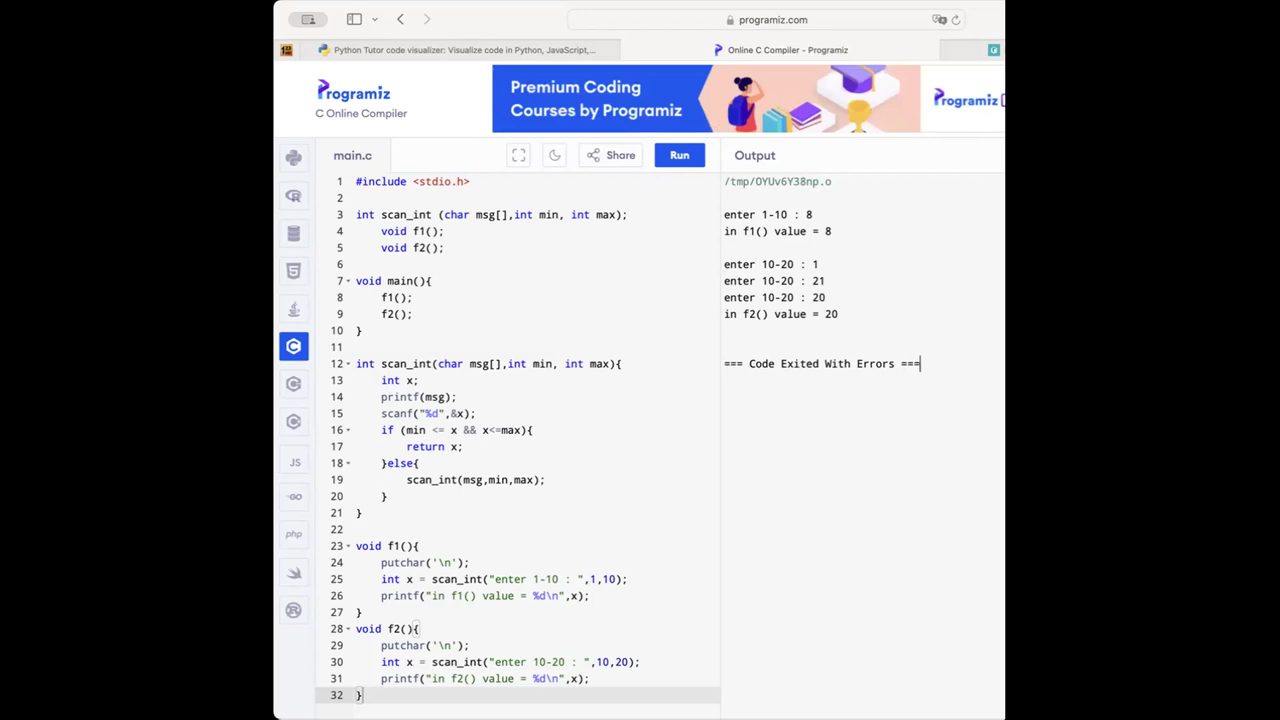 programiz.com
Python Tutor code visualizer: Visualize code in Python, JavaScript,...
Online C Compiler - Programiz
Programiz
C Online Compiler
Premium Coding
Courses by Programiz
Programiz
main.c
Share
Run
Output
1 #include <stdio.h>
2
3 int scan_int (char msg[],int min, int max);
4 void f1();
5 void f2();
6
7 void main(){
8 f1();
9 f2();
10 }
11
12 int scan_int(char msg[],int min, int max){
13 int x;
14 printf(msg);
15 scanf("%d",&x);
16 if (min <= x && x<=max){
17 return x;
18 }else{
19 scan_int(msg,min,max);
20 }
21 }
22
23 void f1(){
24 putchar('\n');
25 int x = scan_int("enter 1-10 : ",1,10);
26 printf("in f1() value = %d\n",x);
27 }
28 void f2(){
29 putchar('\n');
30 int x = scan_int("enter 10-20 : ",10,20);
31 printf("in f2() value = %d\n",x);
32 }
/tmp/OYUv6Y38np.o
enter 1-10 : 8
in f1() value = 8
enter 10-20 : 1
enter 10-20 : 21
enter 10-20 : 20
in f2() value = 20
=== Code Exited With Errors ===
JS
GO
php